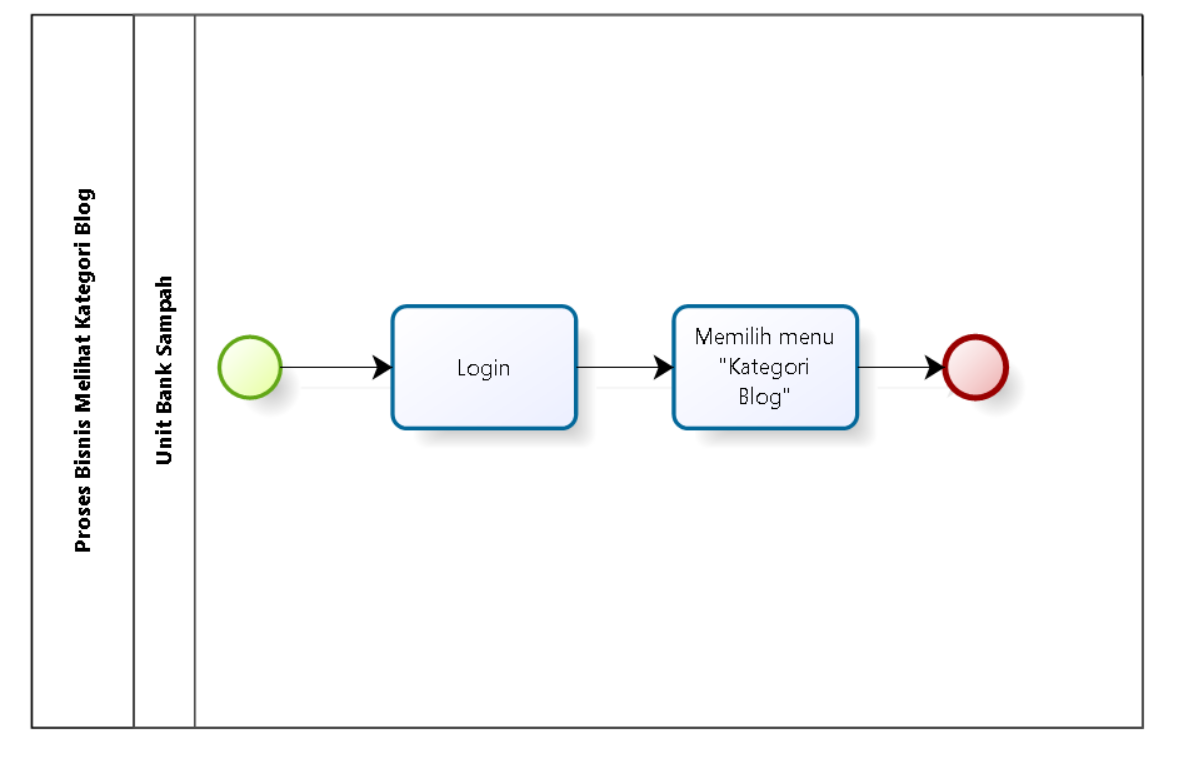 Proses Bisnis Melihat Kategori Blog
Unit Bank Sampah
Login
Memilih menu
"Kategori
Blog"